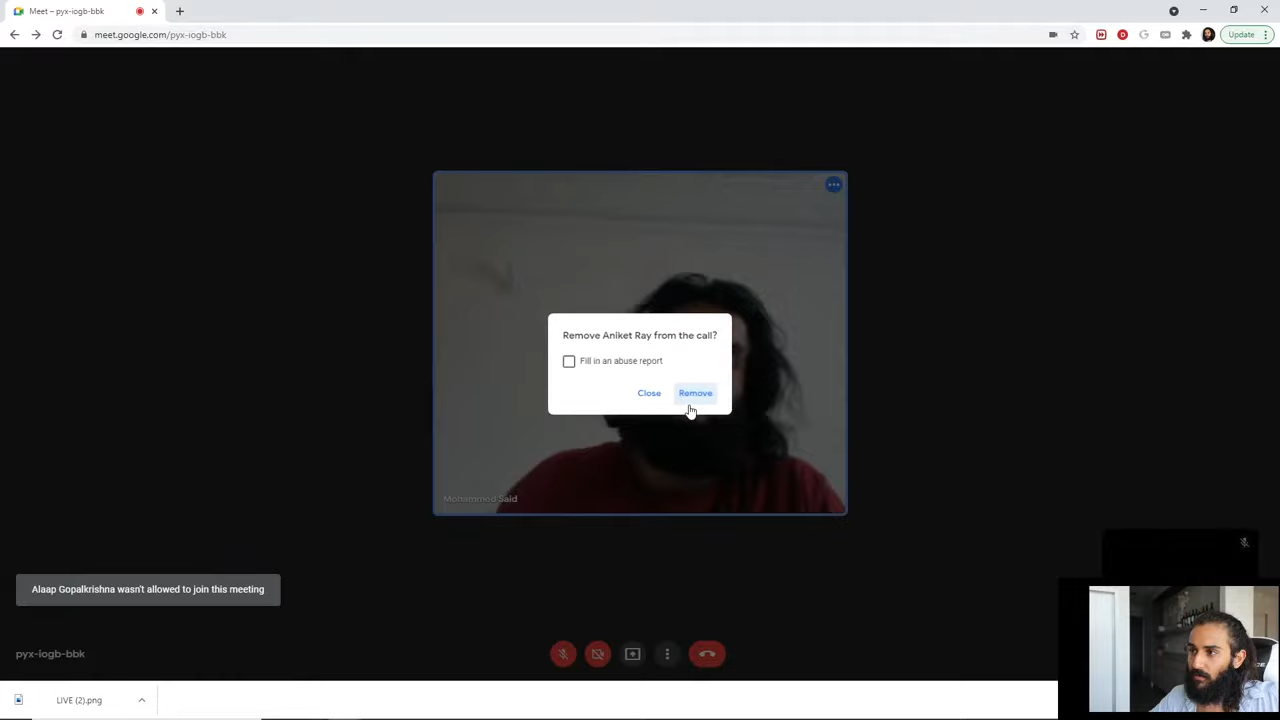 Meet – pyx-iogb-bbk
meet.google.com/pyx-iogb-bbk
Update
Remove Aniket Ray from the call?
Fill in an abuse report
Close
Remove
Mohammed Said
Alaap Gopalkrishna wasn't allowed to join this meeting
pyx-iogb-bbk
LIVE (2).png